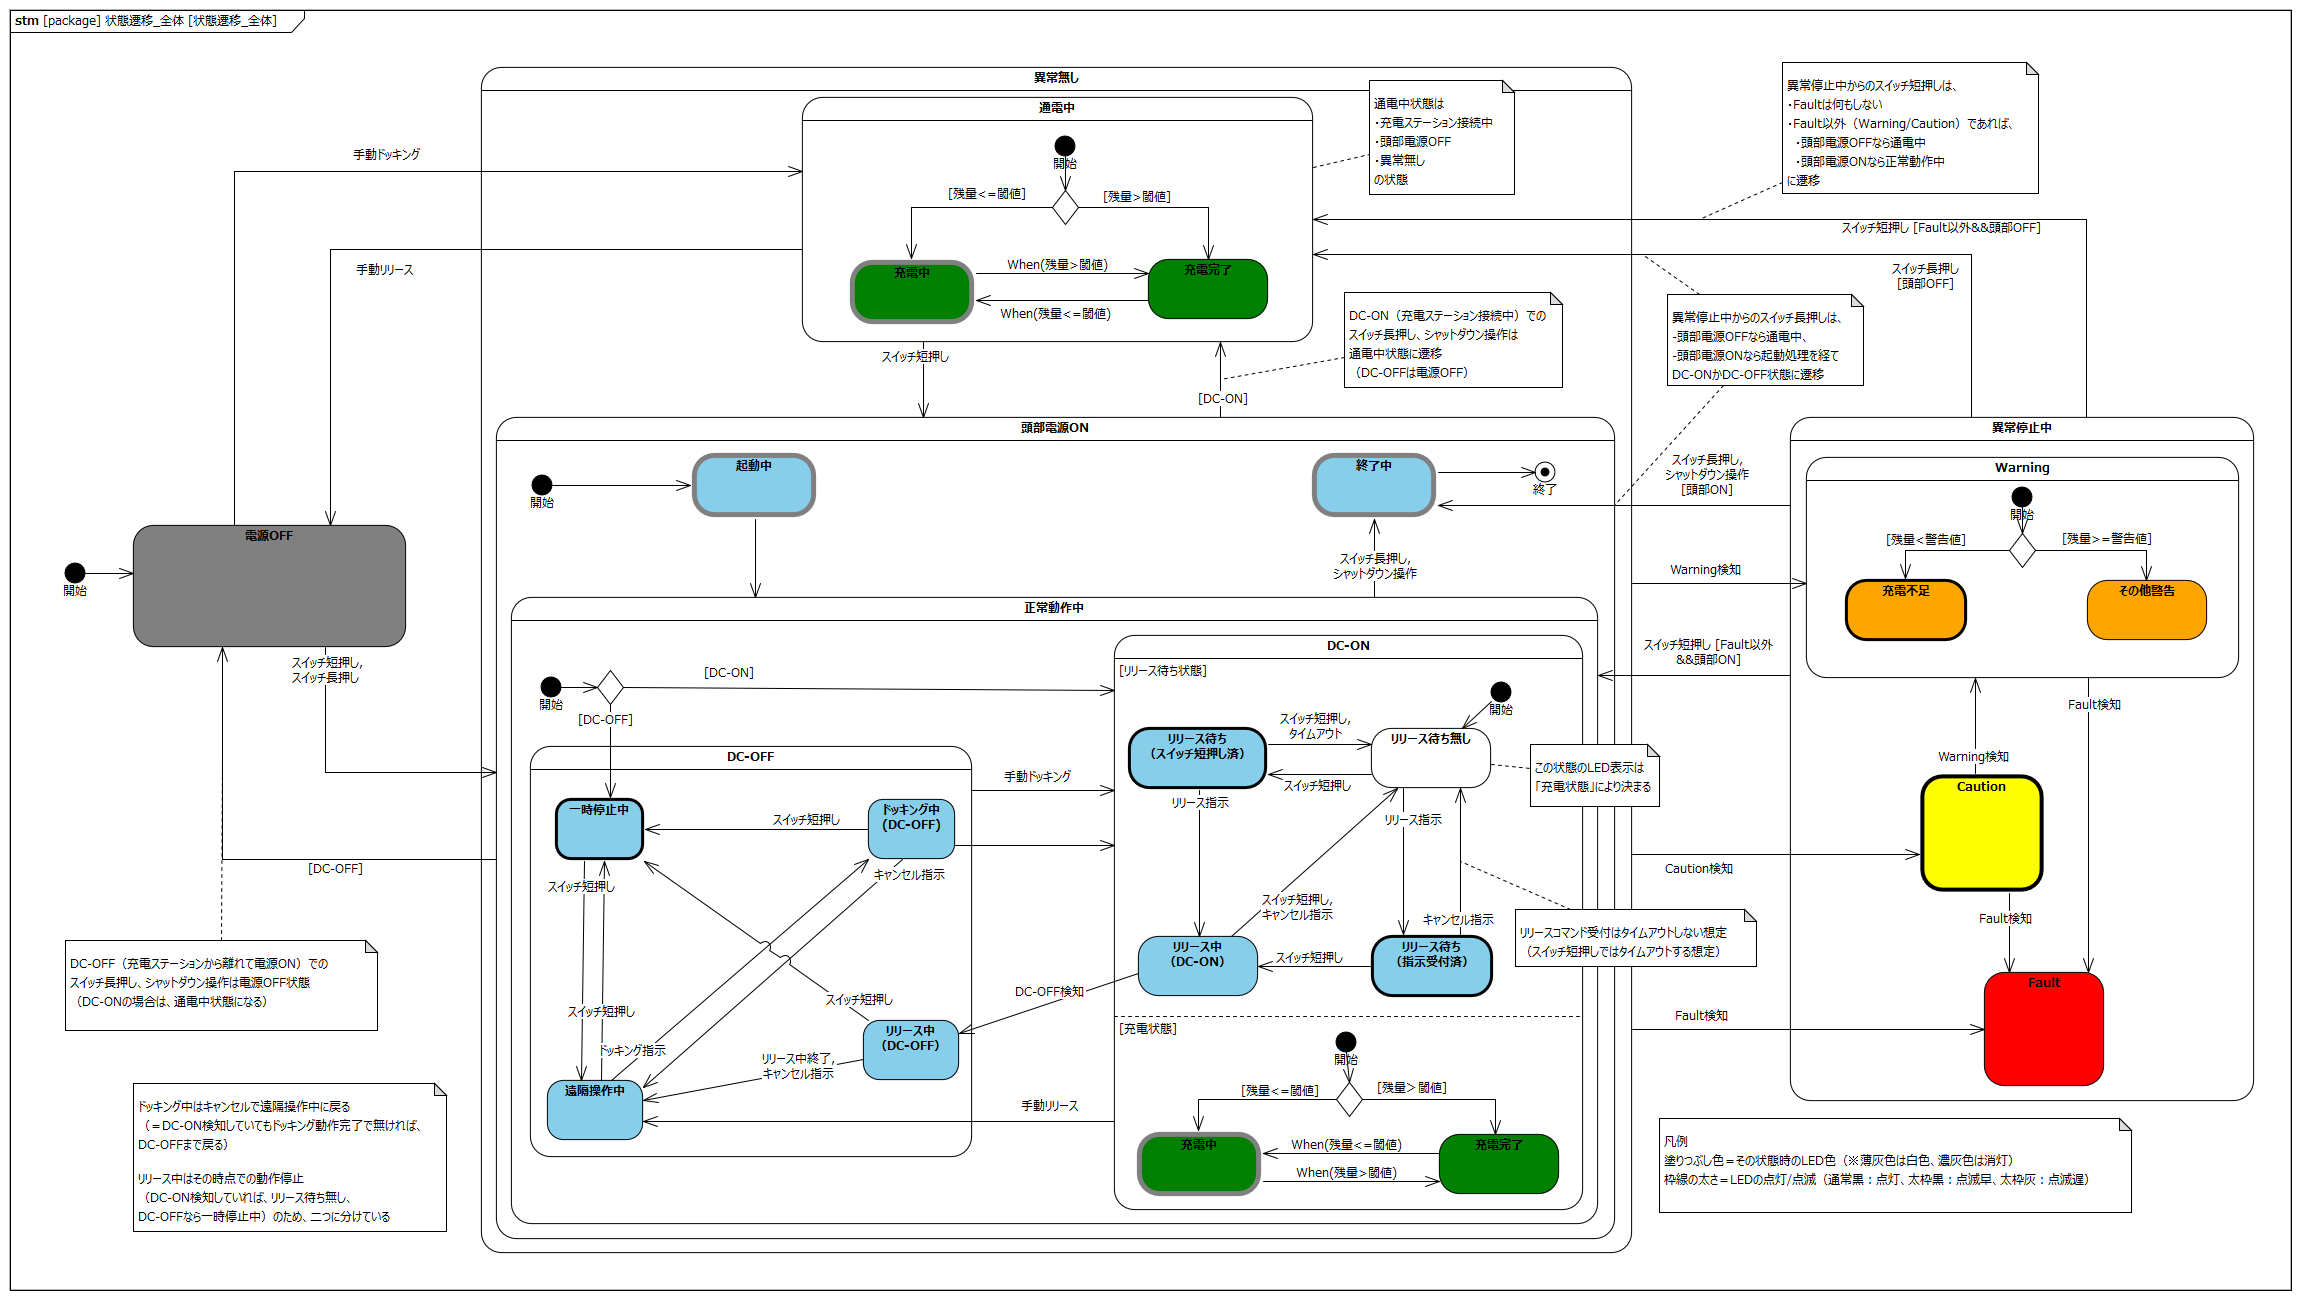 stm [package] 状態遷移_全体 [状態遷移_全体]
異常無し
通電中
開始
[残量<=閾値]
[残量>閾値]
充電中
充電完了
When(残量>閾値)
When(残量<=閾値)
通電中状態は
・充電ステーション接続中
・頭部電源OFF
・異常無し
の状態
異常停止中からのスイッチ短押しは、
・Faultは何もしない
・Fault以外（Warning/Caution）であれば、
・頭部電源OFFなら通電中
・頭部電源ONなら正常動作中
に遷移
手動ドッキング
手動リリース
スイッチ短押し [Fault以外&&頭部OFF]
スイッチ長押し
[頭部OFF]
異常停止中からのスイッチ長押しは、
-頭部電源OFFなら通電中、
-頭部電源ONなら起動処理を経て
DC-ONかDC-OFF状態に遷移
DC-ON（充電ステーション接続中）での
スイッチ長押し、シャットダウン操作は
通電中状態に遷移
（DC-OFFは電源OFF）
スイッチ短押し
[DC-ON]
頭部電源ON
開始
起動中
終了中
終了
スイッチ長押し,
シャットダウン操作
[頭部ON]
スイッチ長押し,
シャットダウン操作
異常停止中
Warning
開始
[残量<警告値]
[残量>=警告値]
充電不足
その他警告
Warning検知
スイッチ短押し [Fault以外
&&頭部ON]
電源OFF
開始
スイッチ短押し,
スイッチ長押し
[DC-OFF]
正常動作中
開始
[DC-ON]
[DC-OFF]
DC-OFF
一時停止中
ドッキング中
(DC-OFF)
スイッチ短押し
キャンセル指示
スイッチ短押し
スイッチ短押し
スイッチ短押し
ドッキング指示
リリース中
（DC-OFF）
リリース中終了,
キャンセル指示
遠隔操作中
手動ドッキング
DC-OFF検知
手動リリース
DC-ON
[リリース待ち状態]
開始
リリース待ち
（スイッチ短押し済）
スイッチ短押し,
タイムアウト
リリース待ち無し
スイッチ短押し
リリース指示
リリース指示
この状態のLED表示は
「充電状態」により決まる
スイッチ短押し,
キャンセル指示
キャンセル指示
リリース中
（DC-ON）
スイッチ短押し
リリース待ち
（指示受付済）
リリースコマンド受付はタイムアウトしない想定
（スイッチ短押しではタイムアウトする想定）
[充電状態]
開始
[残量<=閾値]
[残量＞閾値]
充電中
充電完了
When(残量<=閾値)
When(残量>閾値)
Warning検知
Fault検知
Caution
Caution検知
Fault検知
Fault検知
Fault
DC-OFF（充電ステーションから離れて電源ON）での
スイッチ長押し、シャットダウン操作は電源OFF状態
（DC-ONの場合は、通電中状態になる）
ドッキング中はキャンセルで遠隔操作中に戻る
（＝DC-ON検知していてもドッキング動作完了で無ければ、
DC-OFFまで戻る）
リリース中はその時点での動作停止
（DC-ON検知していれば、リリース待ち無し、
DC-OFFなら一時停止中）のため、二つに分けている
凡例
塗りつぶし色＝その状態時のLED色（※薄灰色は白色、濃灰色は消灯）
枠線の太さ＝LEDの点灯/点滅（通常黒：点灯、太枠黒：点滅早、太枠灰：点滅遅）